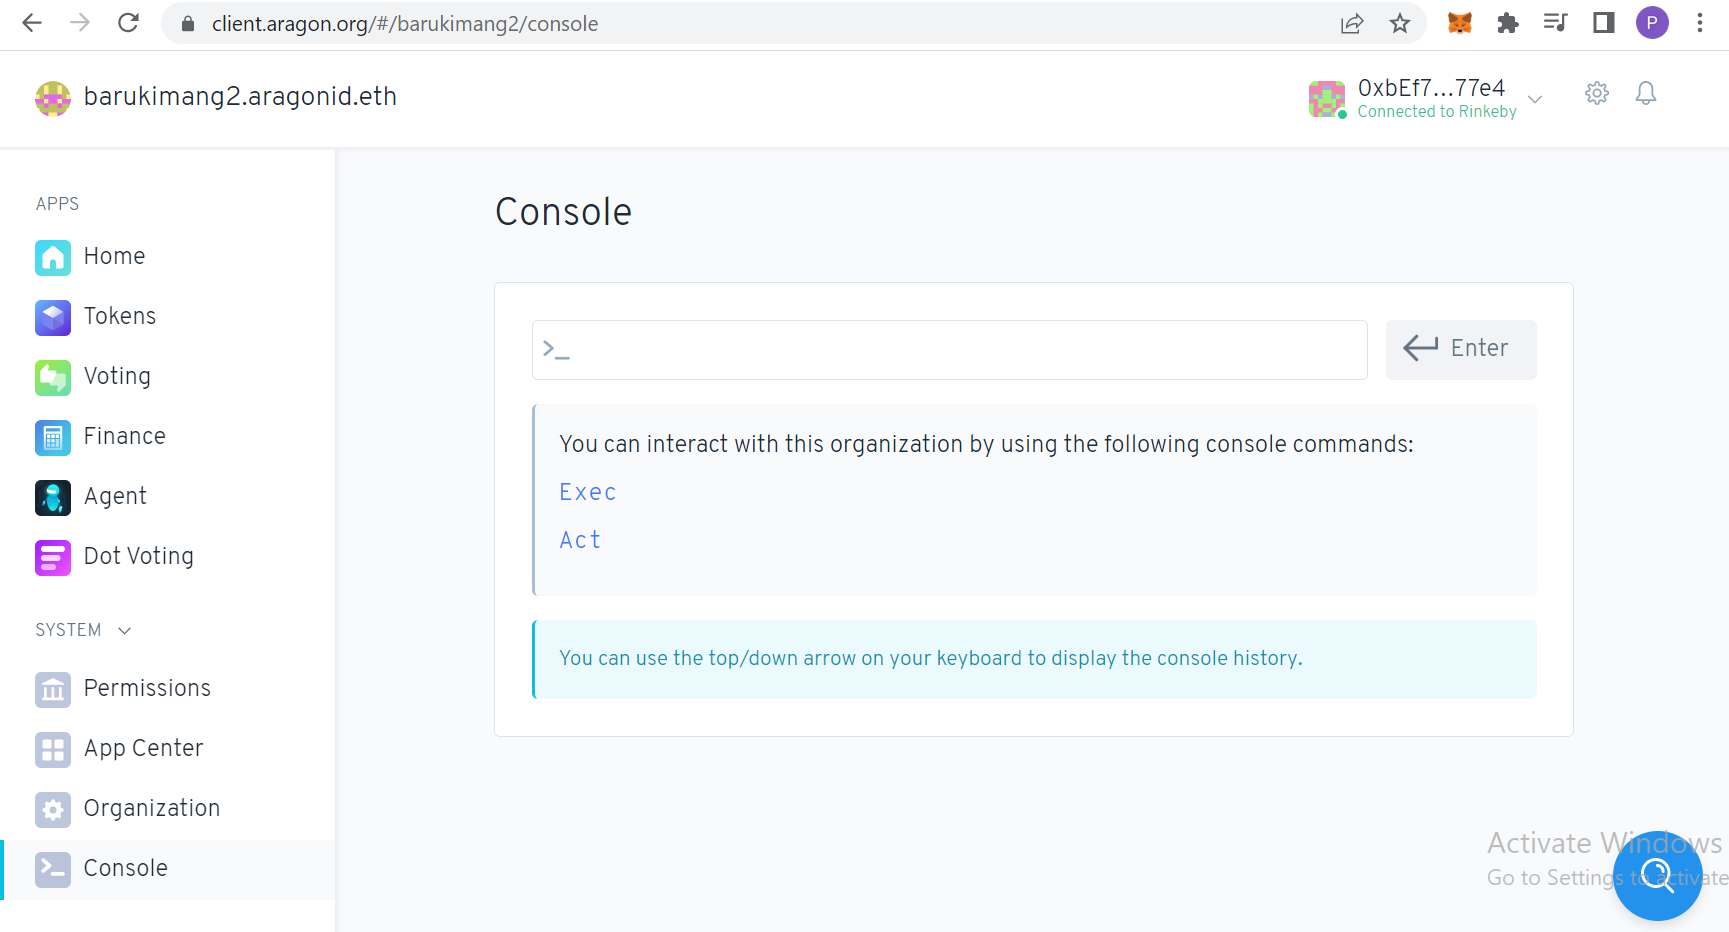 client.aragon.org/#/barukimang2/console
P
barukimang2.aragonid.eth
0xbEf7...77e4
Connected to Rinkeby
APPS
Home
Tokens
Voting
Finance
Agent
Dot Voting
SYSTEM
Permissions
App Center
Organization
Console
Console
>_
Enter
You can interact with this organization by using the following console commands:
Exec
Act
You can use the top/down arrow on your keyboard to display the console history.
Activate Windows
Go to Settings to activate